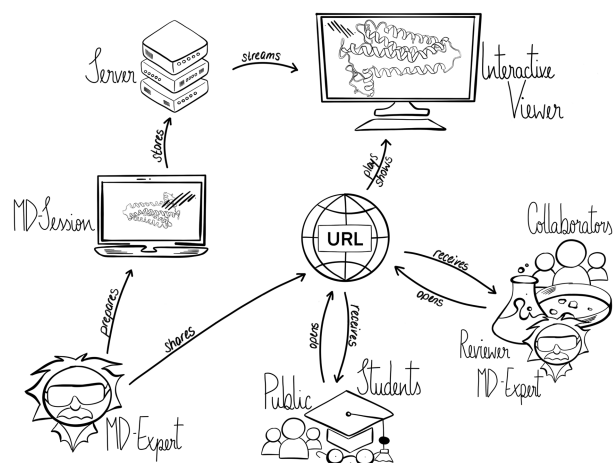 Server
streams
Interactive
Viewer
stores
plays
shows
MD-Session
URL
Collaborators
receives
opens
prepares
shares
opens
receives
Reviewer
MD-Expert
Public
Students
MD-Expert